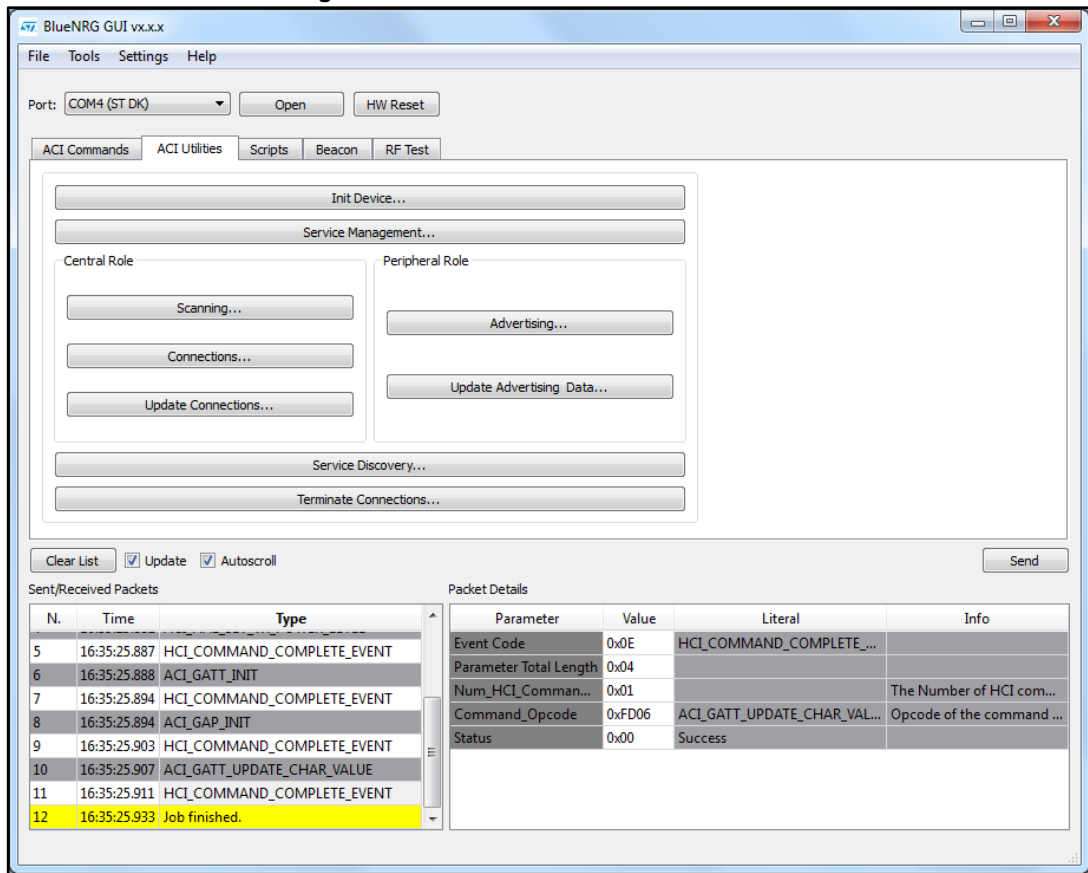 BlueNRG GUI vx.x.x
File Tools Settings Help
Port: COM4 (ST DK) Open HW Reset
ACI Commands ACI Utilities Scripts Beacon RF Test
Init Device...
Service Management...
Central Role Peripheral Role
Scanning...
Advertising...
Connections...
Update Advertising Data...
Update Connections...
Service Discovery...
Terminate Connections...
Clear List Update Autoscroll Send
Sent/Received Packets Packet Details
N. Time Type Parameter Value Literal Info
5 16:35:25.887 HCI_COMMAND_COMPLETE_EVENT
6 16:35:25.888 ACI_GATT_INIT
7 16:35:25.894 HCI_COMMAND_COMPLETE_EVENT
8 16:35:25.894 ACI_GAP_INIT
9 16:35:25.903 HCI_COMMAND_COMPLETE_EVENT
10 16:35:25.907 ACI_GATT_UPDATE_CHAR_VALUE
11 16:35:25.911 HCI_COMMAND_COMPLETE_EVENT
12 16:35:25.933 Job finished.
Event Code 0x0E HCI_COMMAND_COMPLETE_...
Parameter Total Length 0x04
Num_HCI_Comman... 0x01 The Number of HCI com...
Command_Opcode 0xFD06 ACI_GATT_UPDATE_CHAR_VAL... Opcode of the command ...
Status 0x00 Success